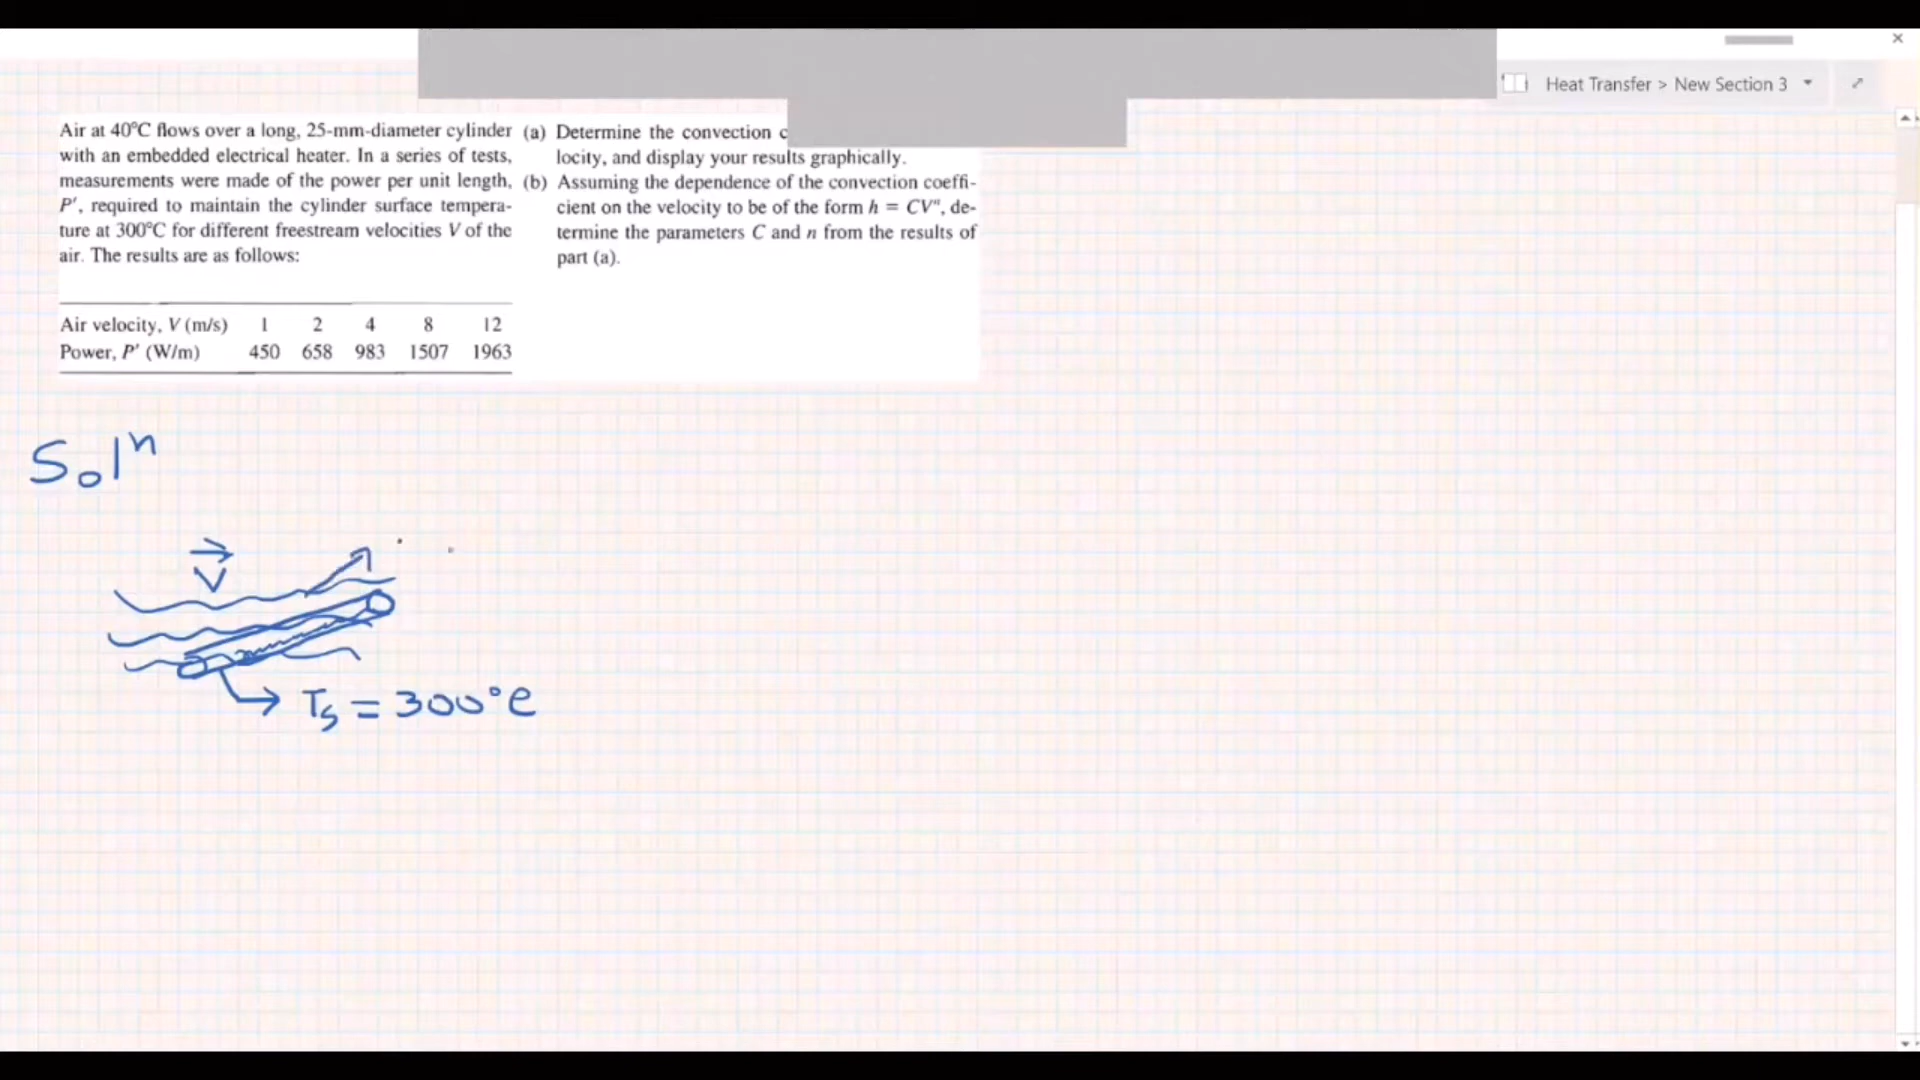 Heat Transfer > New Section 3
Air at 40°C flows over a long, 25-mm-diameter cylinder
with an embedded electrical heater. In a series of tests,
measurements were made of the power per unit length,
P′, required to maintain the cylinder surface tempera-
ture at 300°C for different freestream velocities V of the
air. The results are as follows:
Air velocity, V (m/s) 1 2 4 8 12
Power, P′ (W/m) 450 658 983 1507 1963
(a) Determine the convection
locity, and display your results graphically.
(b) Assuming the dependence of the convection coeffi-
cient on the velocity to be of the form h = CVⁿ, de-
termine the parameters C and n from the results of
part (a).
Solⁿ
V
Ts = 300°C